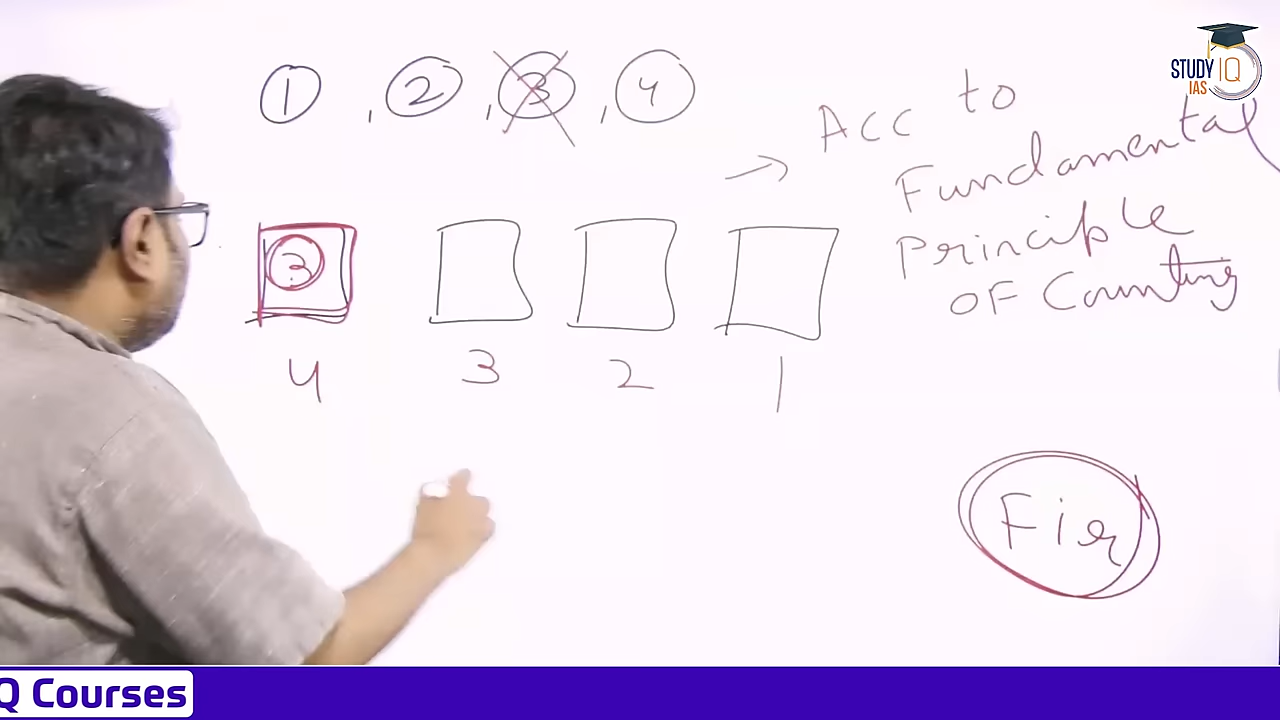 STUDY IQ
IAS
1 , 2 , 3 , 4
→ Acc to
Fundamental
Principle
OF Counting
3
4 3 2 1
Q Courses